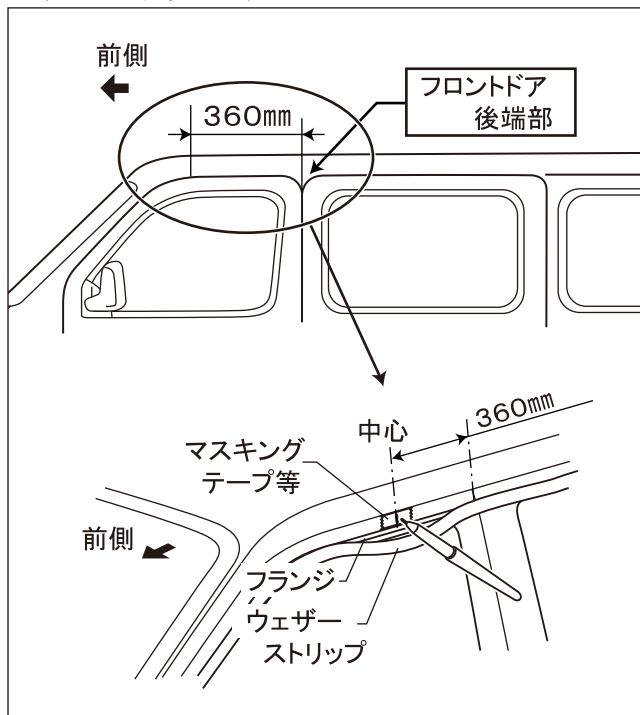 前側
360mm
フロントドア
後端部
360mm
中心
マスキング
テープ等
前側
フランジ
ウェザー
ストリップ